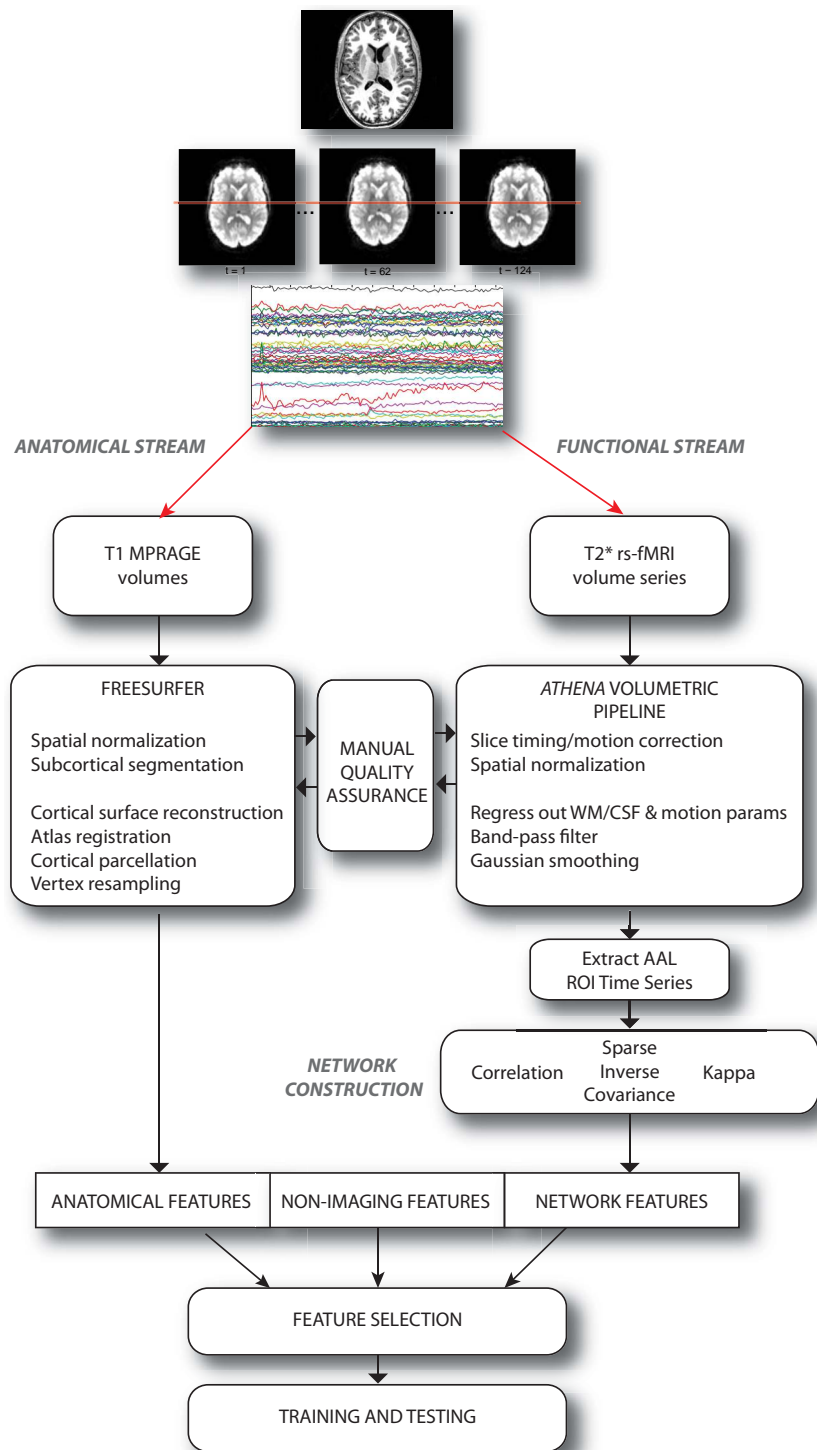 ... ...
t = 1 t = 62 t − 124
ANATOMICAL STREAM
FUNCTIONAL STREAM
T1 MPRAGE
volumes
T2* rs-fMRI
volume series
FREESURFER
Spatial normalization
Subcortical segmentation
Cortical surface reconstruction
Atlas registration
Cortical parcellation
Vertex resampling
MANUAL
QUALITY
ASSURANCE
ATHENA VOLUMETRIC
PIPELINE
Slice timing/motion correction
Spatial normalization
Regress out WM/CSF & motion params
Band-pass filter
Gaussian smoothing
Extract AAL
ROI Time Series
NETWORK
CONSTRUCTION
Correlation
Sparse
Inverse
Covariance
Kappa
ANATOMICAL FEATURES
NON-IMAGING FEATURES
NETWORK FEATURES
FEATURE SELECTION
TRAINING AND TESTING